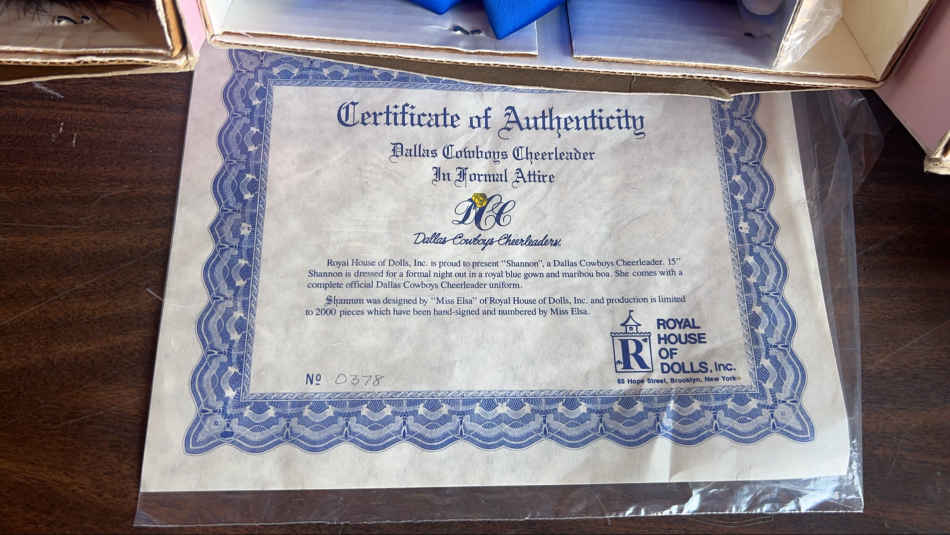 Certificate of Authenticity
Dallas Cowboys Cheerleader
In Formal Attire
DCC
Dallas Cowboys Cheerleaders.
Royal House of Dolls, Inc. is proud to present "Shannon", a Dallas Cowboys Cheerleader. 15"
Shannon is dressed for a formal night out in a royal blue gown and maribou boa. She comes with a
complete official Dallas Cowboys Cheerleader uniform.
Shannon was designed by "Miss Elsa" of Royal House of Dolls, Inc. and production is limited
to 2000 pieces which have been hand-signed and numbered by Miss Elsa.
R
ROYAL
HOUSE
OF
DOLLS, Inc.
65 Hope Street, Brooklyn, New York
Nº 0378